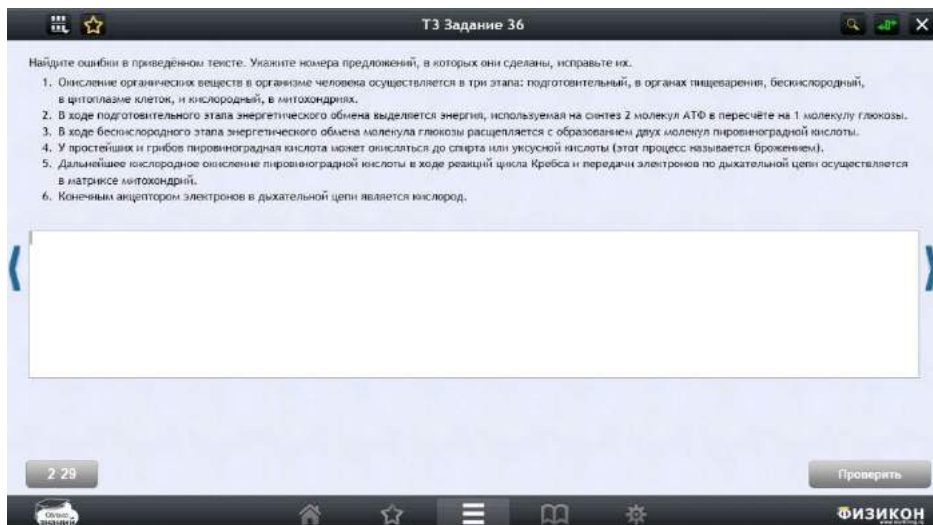 Т3 Задание 36
Найдите ошибки в приведённом тексте. Укажите номера предложений, в которых они сделаны, исправьте их.
1. Окисление органических веществ в организме человека осуществляется в три этапа: подготовительный, в органах пищеварения, бескислородный,
в цитоплазме клеток, и кислородный, в митохондриях.
2. В ходе подготовительного этапа энергетического обмена выделяется энергия, используемая на синтез 2 молекул АТФ в пересчёте на 1 молекулу глюкозы.
3. В ходе бескислородного этапа энергетического обмена молекула глюкозы расщепляется с образованием двух молекул пировиноградной кислоты.
4. У простейших и грибов пировиноградная кислота может окисляться до спирта или уксусной кислоты (этот процесс называется брожением).
5. Дальнейшее кислородное окисление пировиноградной кислоты в ходе реакций цикла Кребса и передачи электронов по дыхательной цепи осуществляется
в матриксе митохондрий.
6. Конечным акцептором электронов в дыхательной цепи является кислород.
2 29
Проверить
ФИЗИКОН